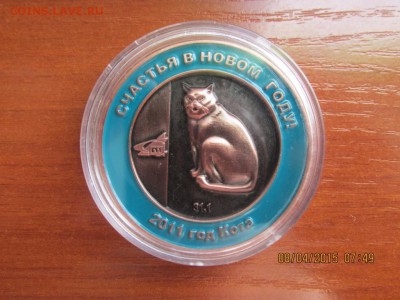 COINS.LAVE.RU
СЧАСТЬЯ В НОВОМ ГОДУ!
2011 год Кота
08/04/2015 07:49